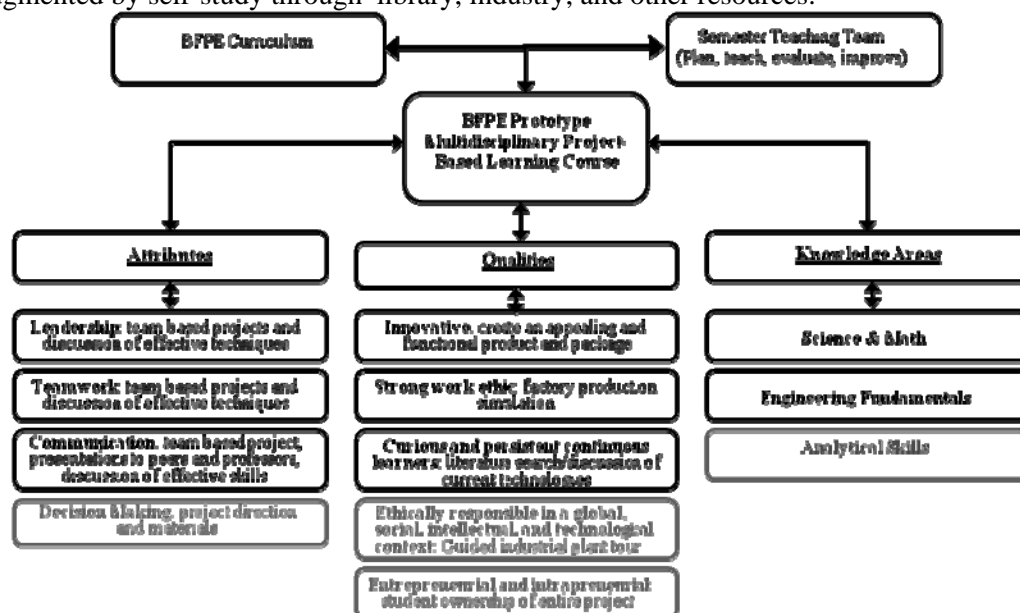 gmented by self-study through library, industry, and other resources.
BFPE Curriculum
Semester Teaching Team
(Plan, teach, evaluate, improve)
BFPE Prototype
Multidisciplinary Project-
Based Learning Course
Attributes
Qualities
Knowledge Areas
Leadership: team based projects and
discussion of effective techniques
Teamwork: team based projects and
discussion of effective techniques
Communication, team based project,
presentations to peers and professors,
discussion of effective skills
Decision Making, project direction
and materials
Innovative, create an appealing and
functional product and package
Strong work ethic, factory production
simulation
Curious and persistent continuous
learners: literature search/discussion of
current technologies
Ethically responsible in a global,
social, intellectual, and technological
context: Guided industrial plant tour
Entrepreneurial and intrapreneurial:
student ownership of entire project
Science & Math
Engineering Fundamentals
Analytical Skills